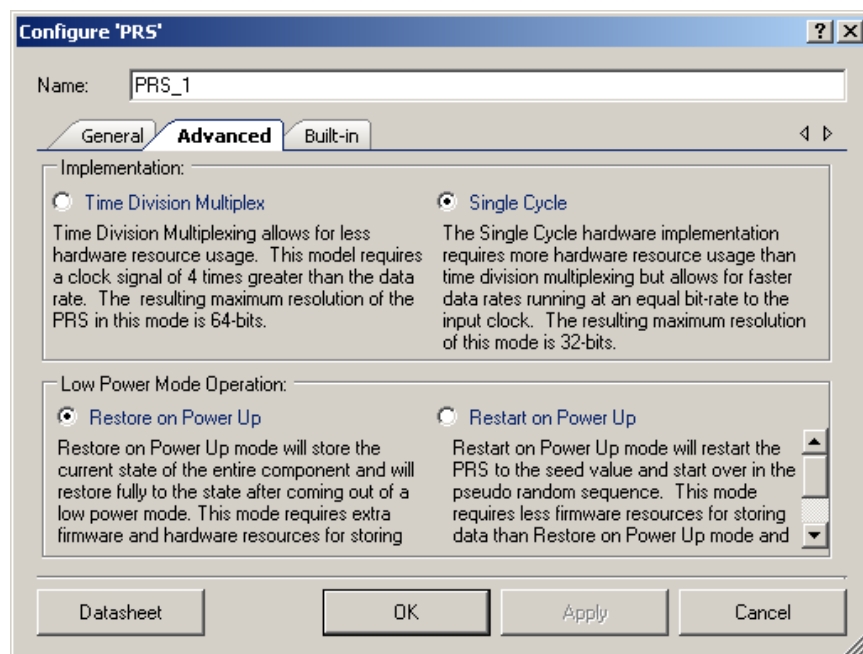 Configure 'PRS'
Name: PRS_1
General Advanced Built-in
Implementation:
Time Division Multiplex
Time Division Multiplexing allows for less
hardware resource usage. This model requires
a clock signal of 4 times greater than the data
rate. The resulting maximum resolution of the
PRS in this mode is 64-bits.
Single Cycle
The Single Cycle hardware implementation
requires more hardware resource usage than
time division multiplexing but allows for faster
data rates running at an equal bit-rate to the
input clock. The resulting maximum resolution
of this mode is 32-bits.
Low Power Mode Operation:
Restore on Power Up
Restore on Power Up mode will store the
current state of the entire component and will
restore fully to the state after coming out of a
low power mode. This mode requires extra
firmware and hardware resources for storing
Restart on Power Up
Restart on Power Up mode will restart the
PRS to the seed value and start over in the
pseudo random sequence. This mode
requires less firmware resources for storing
data than Restore on Power Up mode and
Datasheet OK Apply Cancel